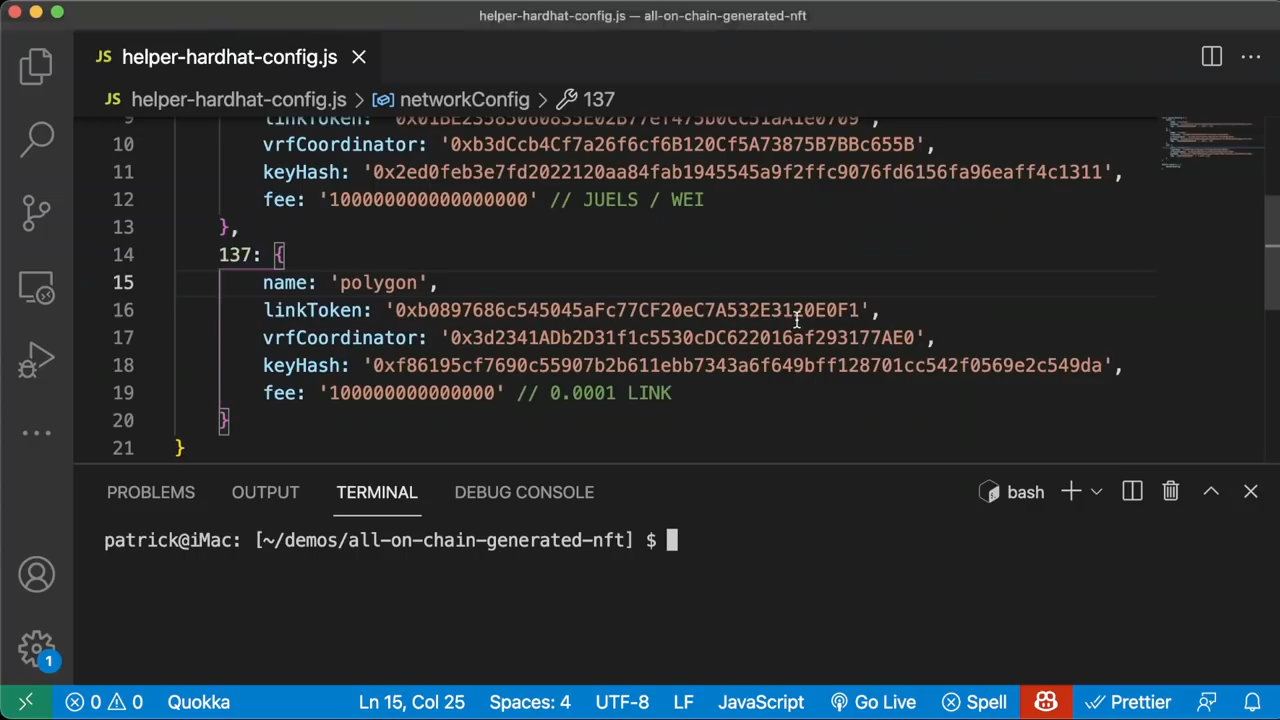 helper-hardhat-config.js — all-on-chain-generated-nft
JS helper-hardhat-config.js
JS helper-hardhat-config.js > networkConfig > 137
10 vrfCoordinator: '0xb3dCcb4Cf7a26f6cf6B120Cf5A73875B7BBc655B',
11 keyHash: '0x2ed0feb3e7fd2022120aa84fab1945545a9f2ffc9076fd6156fa96eaff4c1311',
12 fee: '100000000000000000' // JUELS / WEI
13 },
14 137: {
15 name: 'polygon',
16 linkToken: '0xb0897686c545045aFc77CF20eC7A532E3120E0F1',
17 vrfCoordinator: '0x3d2341ADb2D31f1c5530cDC622016af293177AE0',
18 keyHash: '0xf86195cf7690c55907b2b611ebb7343a6f649bff128701cc542f0569e2c549da',
19 fee: '100000000000000' // 0.0001 LINK
20 }
21 }
PROBLEMS OUTPUT TERMINAL DEBUG CONSOLE bash
patrick@iMac: [~/demos/all-on-chain-generated-nft] $
1
0 0 Quokka Ln 15, Col 25 Spaces: 4 UTF-8 LF JavaScript Go Live Spell Prettier